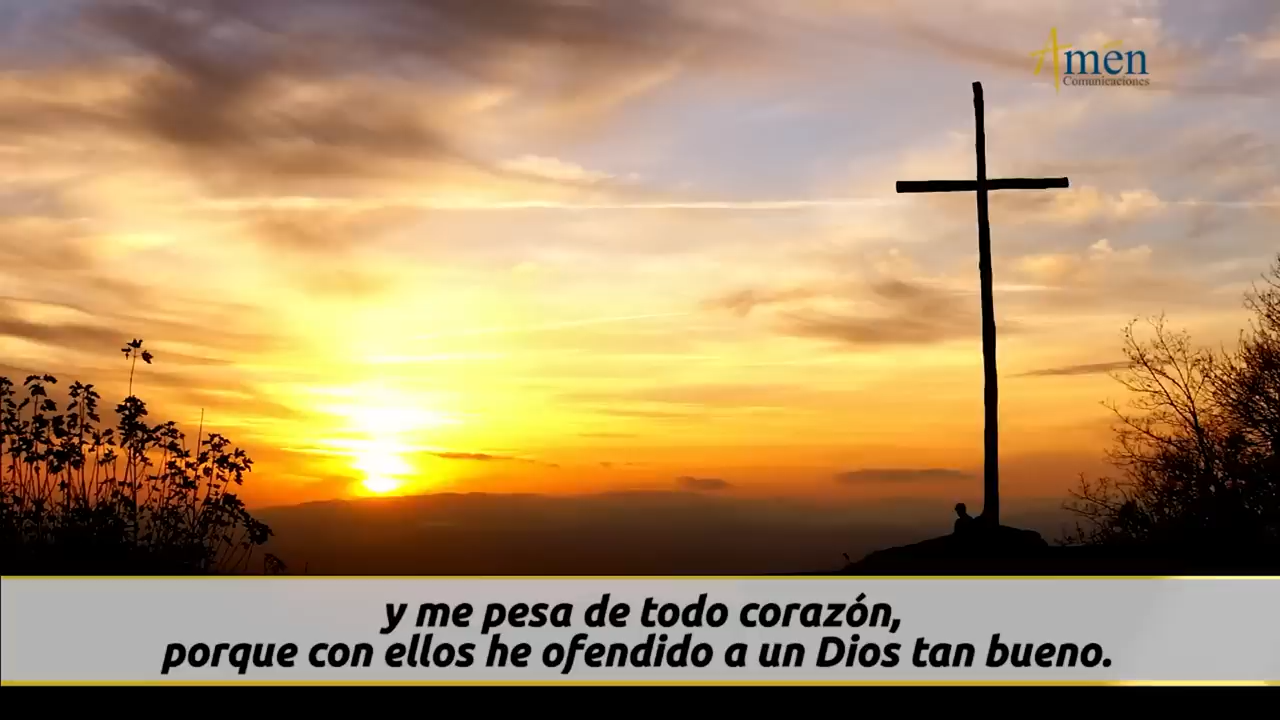 Amen
Comunicaciones
y me pesa de todo corazón,
porque con ellos he ofendido a un Dios tan bueno.